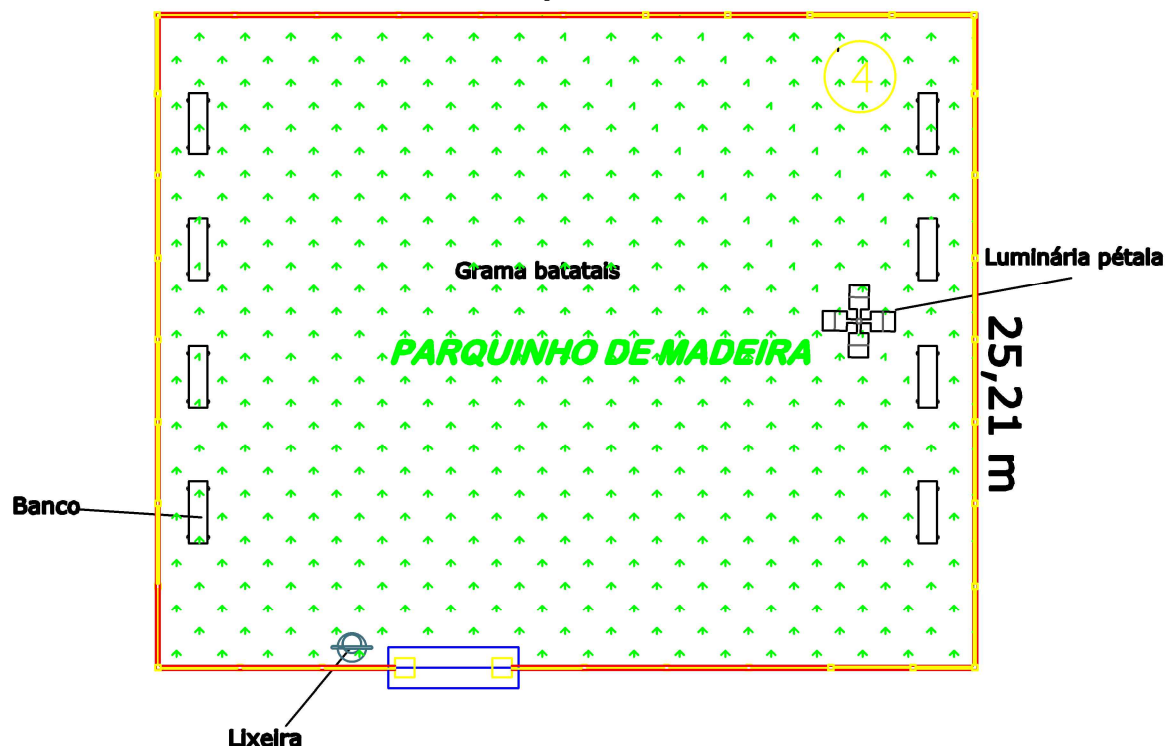 4
Luminária pétala
Grama batatais
PARQUINHO DE MADEIRA
25,21 m
Banco
Lixeira